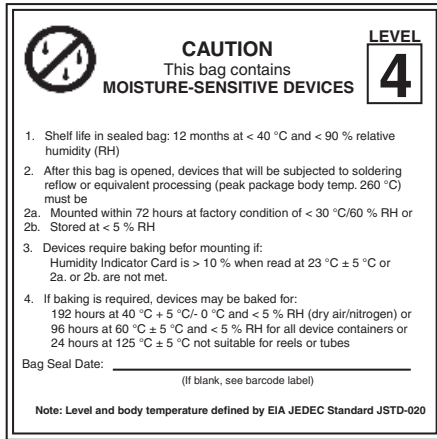 LEVEL
4
CAUTION
This bag contains
MOISTURE-SENSITIVE DEVICES
1. Shelf life in sealed bag: 12 months at < 40 °C and < 90 % relative
humidity (RH)
2. After this bag is opened, devices that will be subjected to soldering
reflow or equivalent processing (peak package body temp. 260 °C)
must be
2a. Mounted within 72 hours at factory condition of < 30 °C/60 % RH or
2b. Stored at < 5 % RH
3. Devices require baking befor mounting if:
Humidity Indicator Card is > 10 % when read at 23 °C ± 5 °C or
2a. or 2b. are not met.
4. If baking is required, devices may be baked for:
192 hours at 40 °C + 5 °C/- 0 °C and < 5 % RH (dry air/nitrogen) or
96 hours at 60 °C ± 5 °C and < 5 % RH for all device containers or
24 hours at 125 °C ± 5 °C not suitable for reels or tubes
Bag Seal Date:
(If blank, see barcode label)
Note: Level and body temperature defined by EIA JEDEC Standard JSTD-020